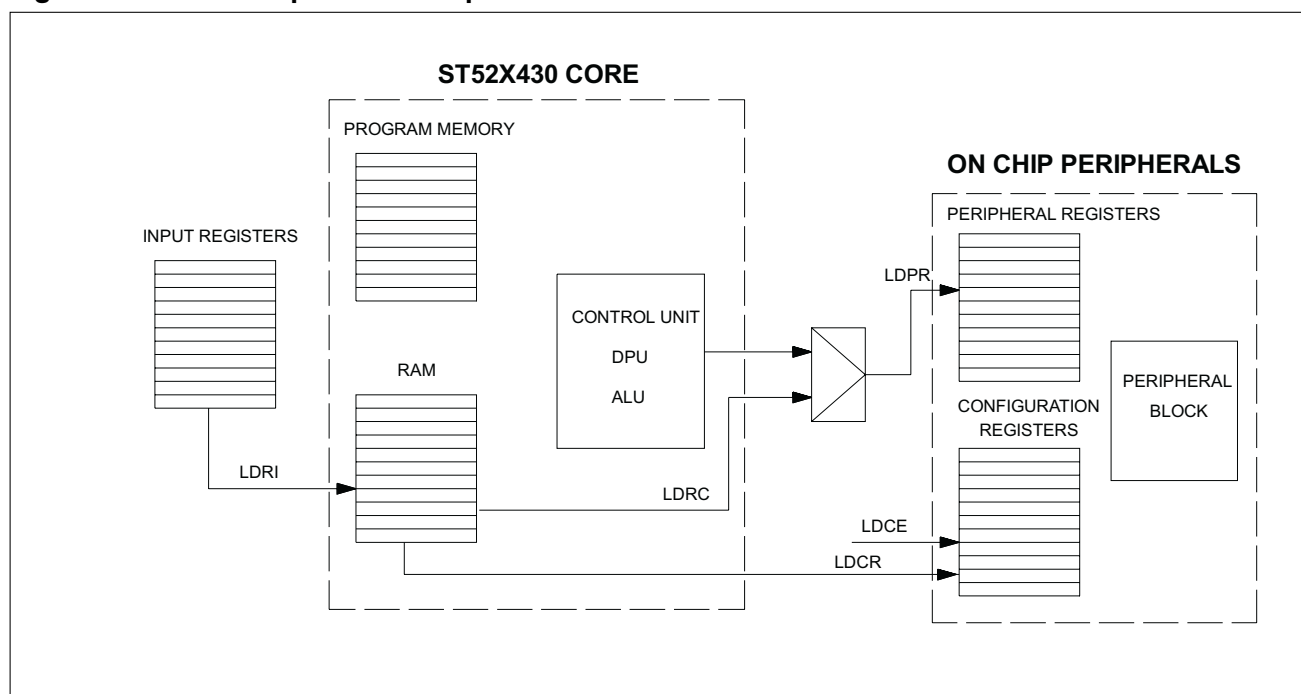 ST52X430 CORE
PROGRAM MEMORY
ON CHIP PERIPHERALS
PERIPHERAL REGISTERS
INPUT REGISTERS
LDPR
CONTROL UNIT
DPU
ALU
RAM
PERIPHERAL
BLOCK
CONFIGURATION
REGISTERS
LDRI
LDRC
LDCE
LDCR